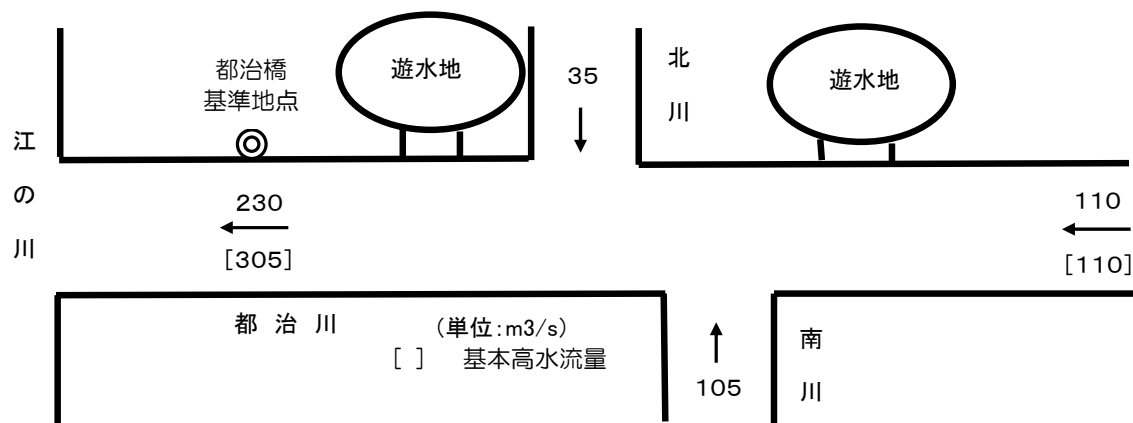 都治橋
基準地点
遊水地
35
北川
遊水地
江の川
230
[305]
110
[110]
都治川
(単位:m3/s)
[ ] 基本高水流量
105
南川